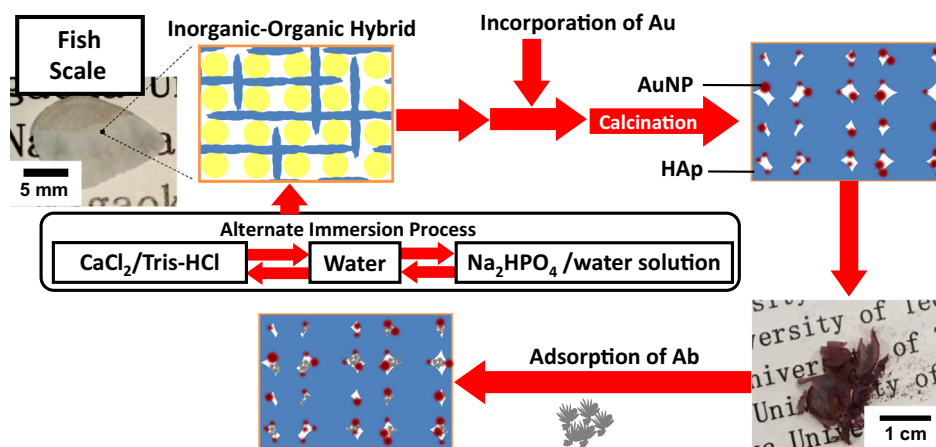 Fish
Scale
Inorganic-Organic Hybrid
Incorporation of Au
AuNP
Calcination
HAp
5 mm
Alternate Immersion Process
CaCl₂/Tris-HCl
Water
Na₂HPO₄ /water solution
Adsorption of Ab
1 cm